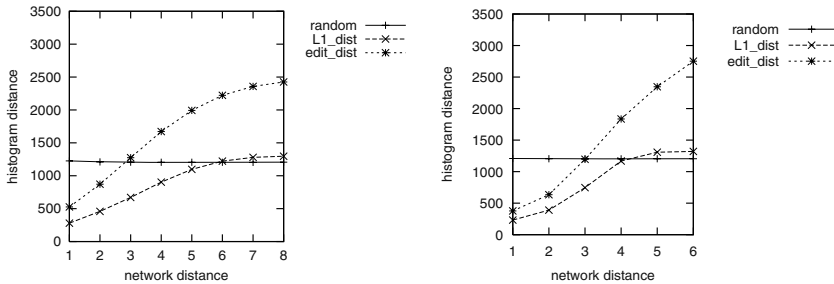 3500
3000
2500
2000
1500
1000
500
0
histogram distance
1 2 3 4 5 6 7 8
network distance
random
L1_dist
edit_dist
3500
3000
2500
2000
1500
1000
500
0
histogram distance
1 2 3 4 5 6
network distance
random
L1_dist
edit_dist